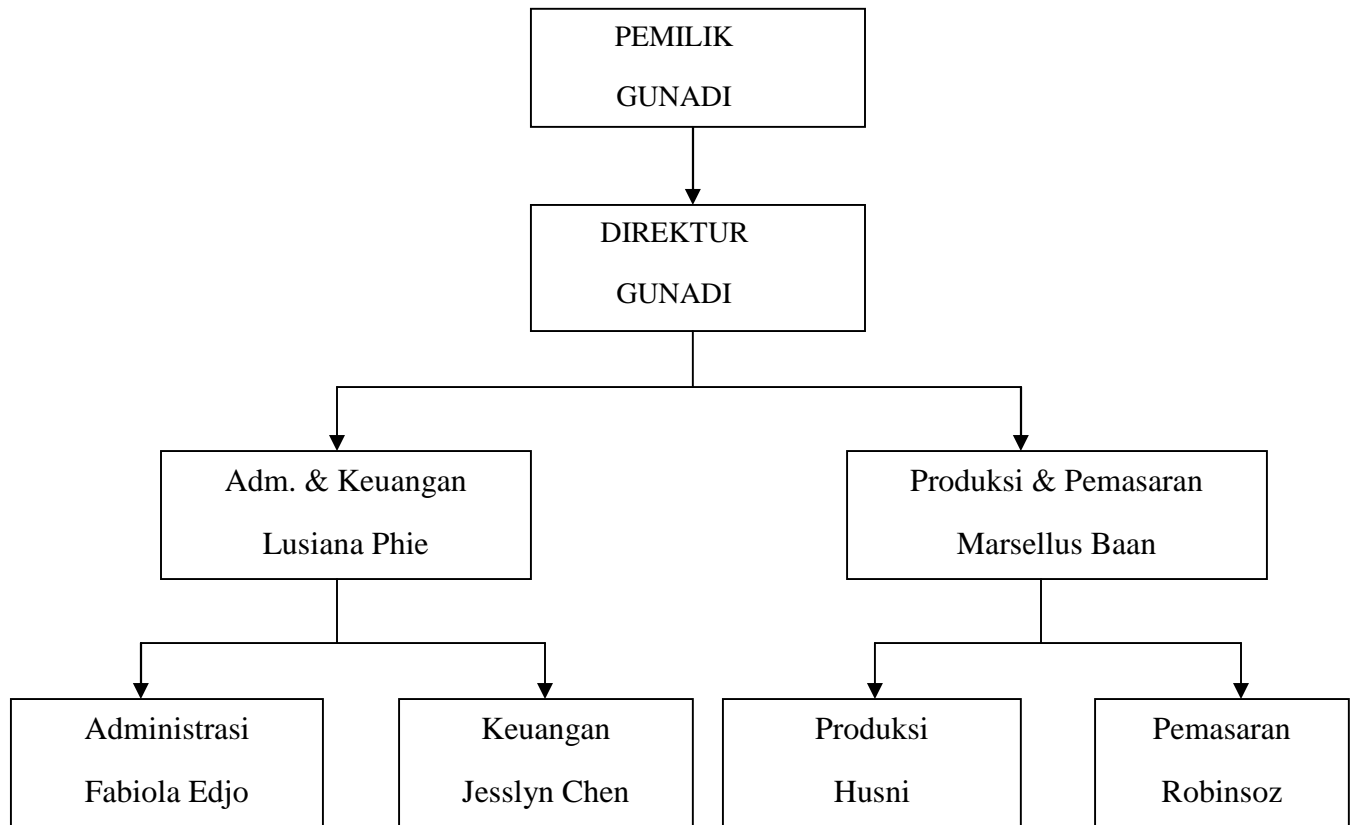 PEMILIK
GUNADI
DIREKTUR
GUNADI
Adm. & Keuangan
Lusiana Phie
Produksi & Pemasaran
Marsellus Baan
Administrasi
Fabiola Edjo
Keuangan
Jesslyn Chen
Produksi
Husni
Pemasaran
Robinsoz